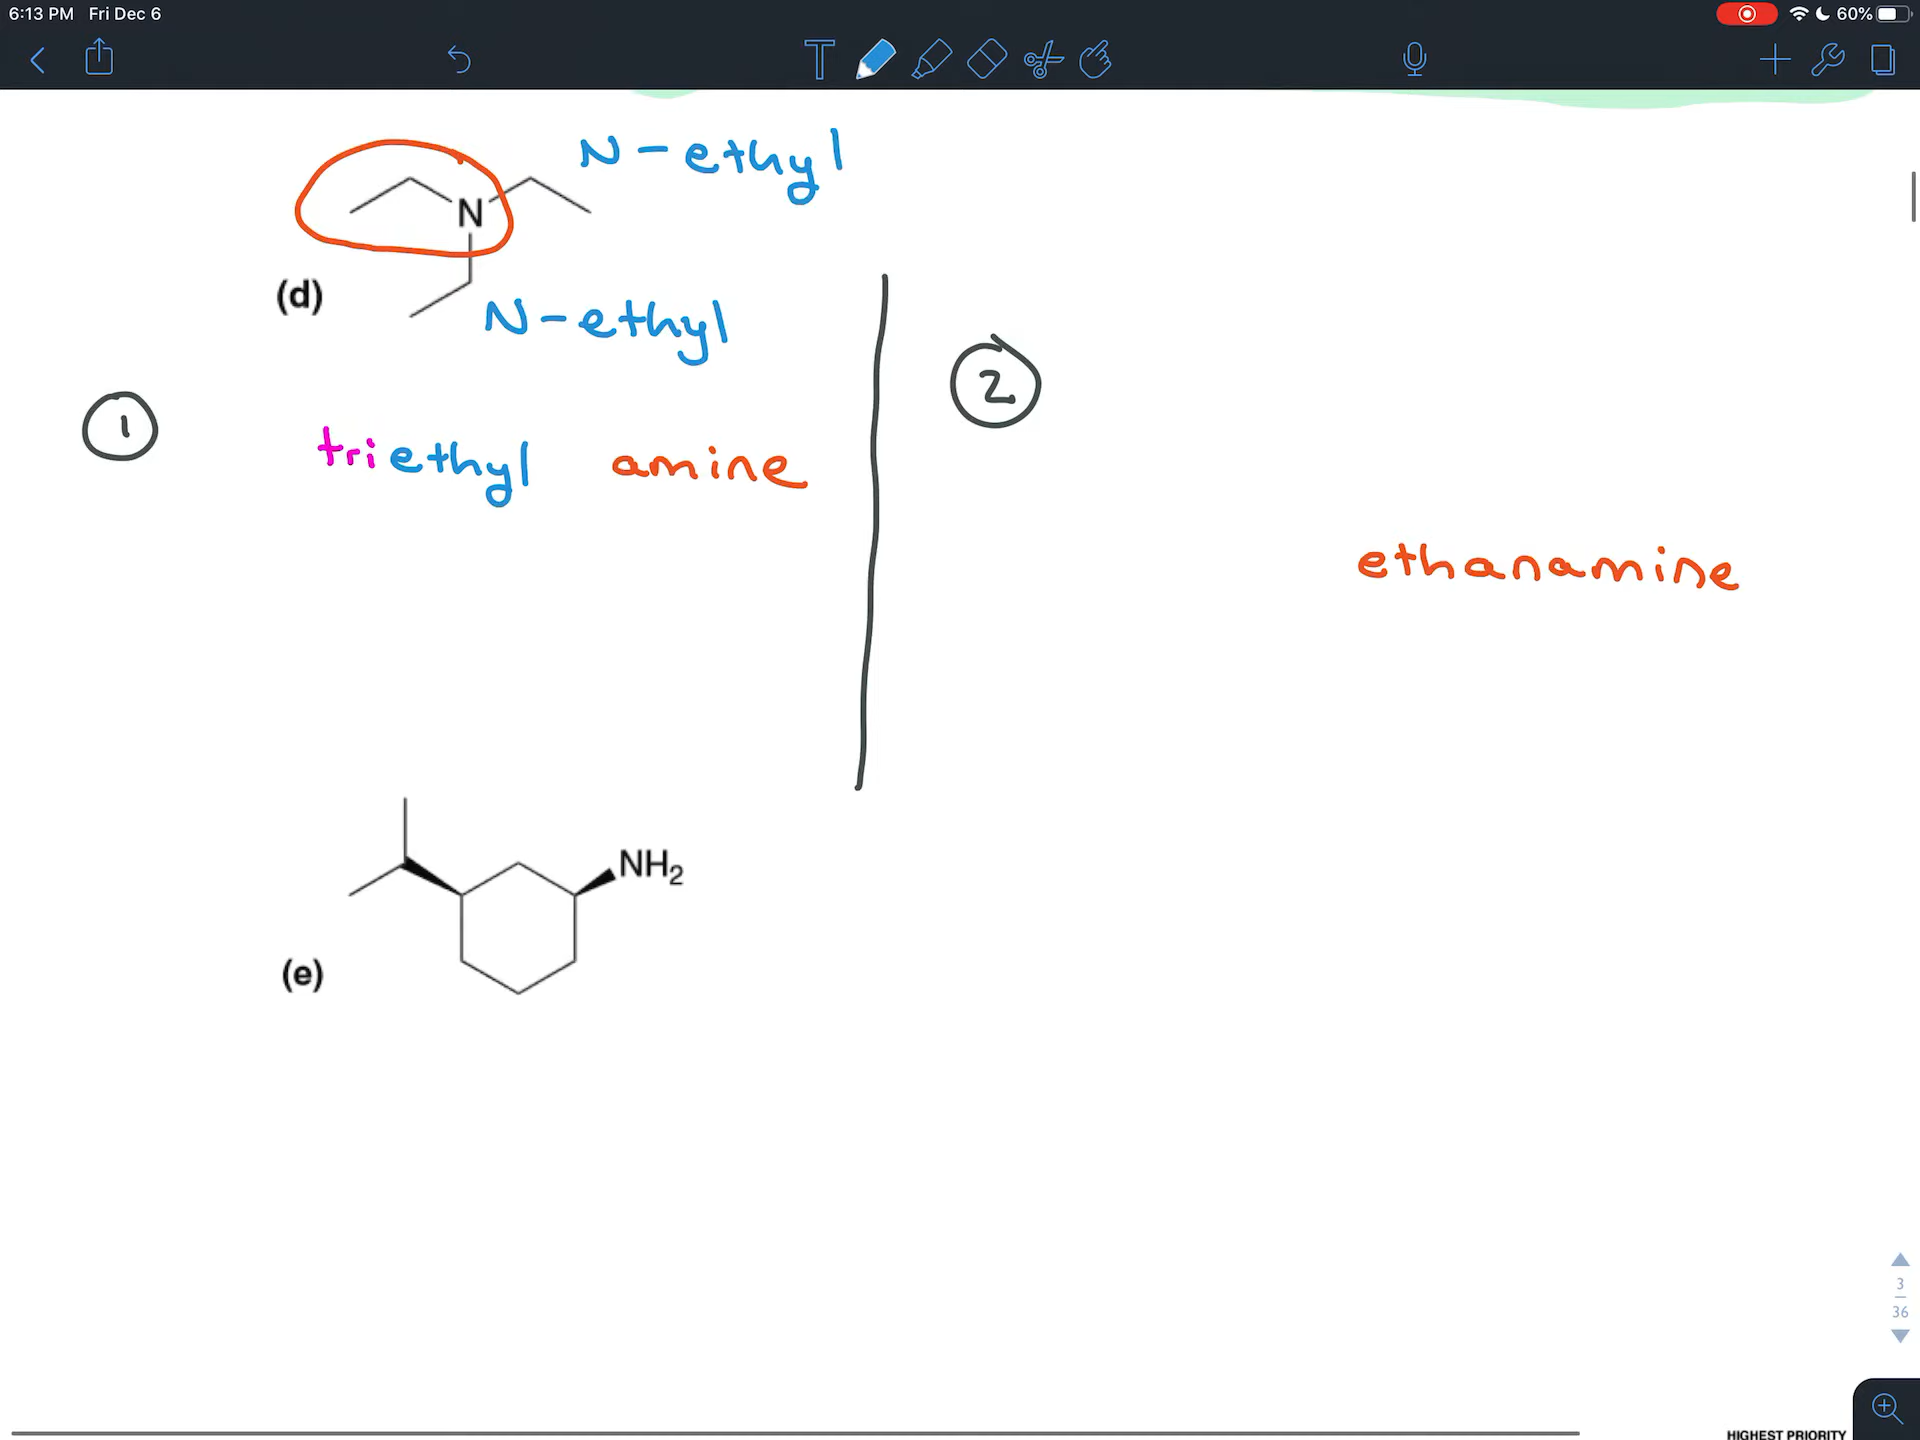 6:13 PM Fri Dec 6
60%
N-ethyl
N
(d)
N-ethyl
1
2
triethyl amine
ethanamine
NH2
(e)
3
36
HIGHEST PRIORITY